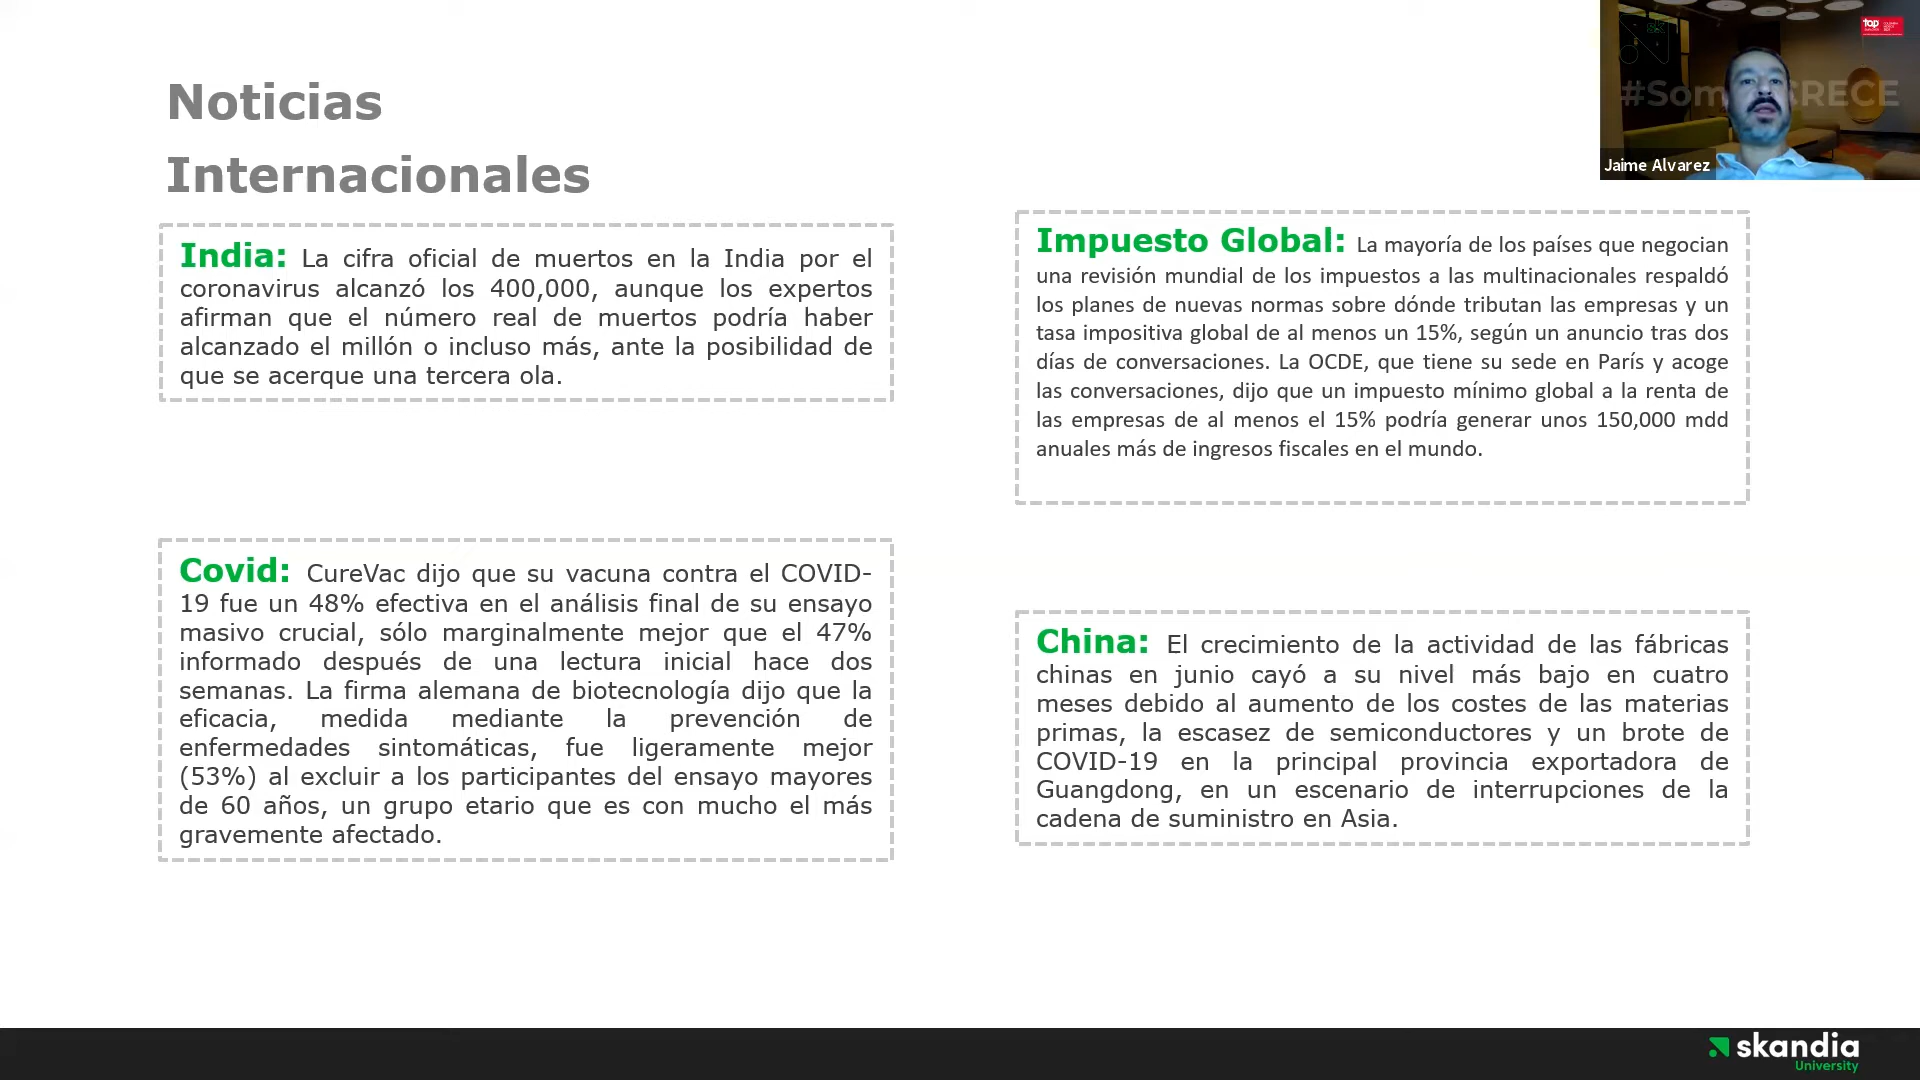 Noticias
Internacionales
India: La cifra oficial de muertos en la India por el
coronavirus alcanzó los 400,000, aunque los expertos
afirman que el número real de muertos podría haber
alcanzado el millón o incluso más, ante la posibilidad de
que se acerque una tercera ola.
Covid: CureVac dijo que su vacuna contra el COVID-
19 fue un 48% efectiva en el análisis final de su ensayo
masivo crucial, sólo marginalmente mejor que el 47%
informado después de una lectura inicial hace dos
semanas. La firma alemana de biotecnología dijo que la
eficacia, medida mediante la prevención de
enfermedades sintomáticas, fue ligeramente mejor
(53%) al excluir a los participantes del ensayo mayores
de 60 años, un grupo etario que es con mucho el más
gravemente afectado.
Impuesto Global: La mayoría de los países que negocian
una revisión mundial de los impuestos a las multinacionales respaldó
los planes de nuevas normas sobre dónde tributan las empresas y un
tasa impositiva global de al menos un 15%, según un anuncio tras dos
días de conversaciones. La OCDE, que tiene su sede en París y acoge
las conversaciones, dijo que un impuesto mínimo global a la renta de
las empresas de al menos el 15% podría generar unos 150,000 mdd
anuales más de ingresos fiscales en el mundo.
China: El crecimiento de la actividad de las fábricas
chinas en junio cayó a su nivel más bajo en cuatro
meses debido al aumento de los costes de las materias
primas, la escasez de semiconductores y un brote de
COVID-19 en la principal provincia exportadora de
Guangdong, en un escenario de interrupciones de la
cadena de suministro en Asia.
sk
top
#Som CRECE
Jaime Alvarez
skandia
University